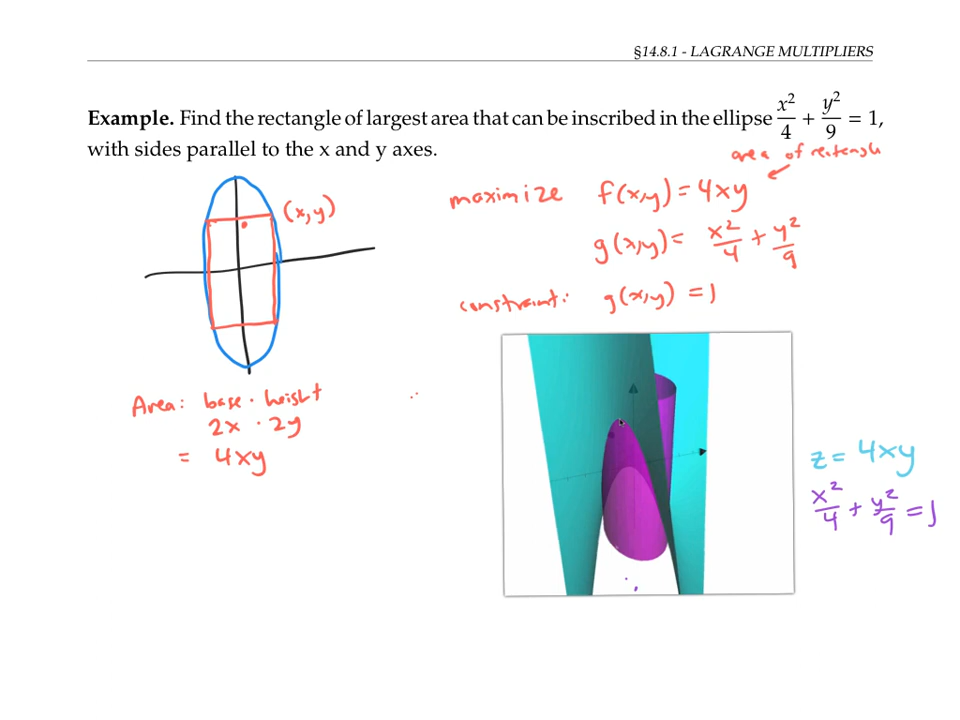 §14.8.1 - LAGRANGE MULTIPLIERS
Example. Find the rectangle of largest area that can be inscribed in the ellipse x²/4 + y²/9 = 1,
with sides parallel to the x and y axes.
area of rectangle
maximize f(x,y) = 4xy
(x,y)
g(x,y) = x²/4 + y²/9
constraint: g(x,y) = 1
Area: base · height
2x · 2y
= 4xy
z = 4xy
x²/4 + y²/9 = 1